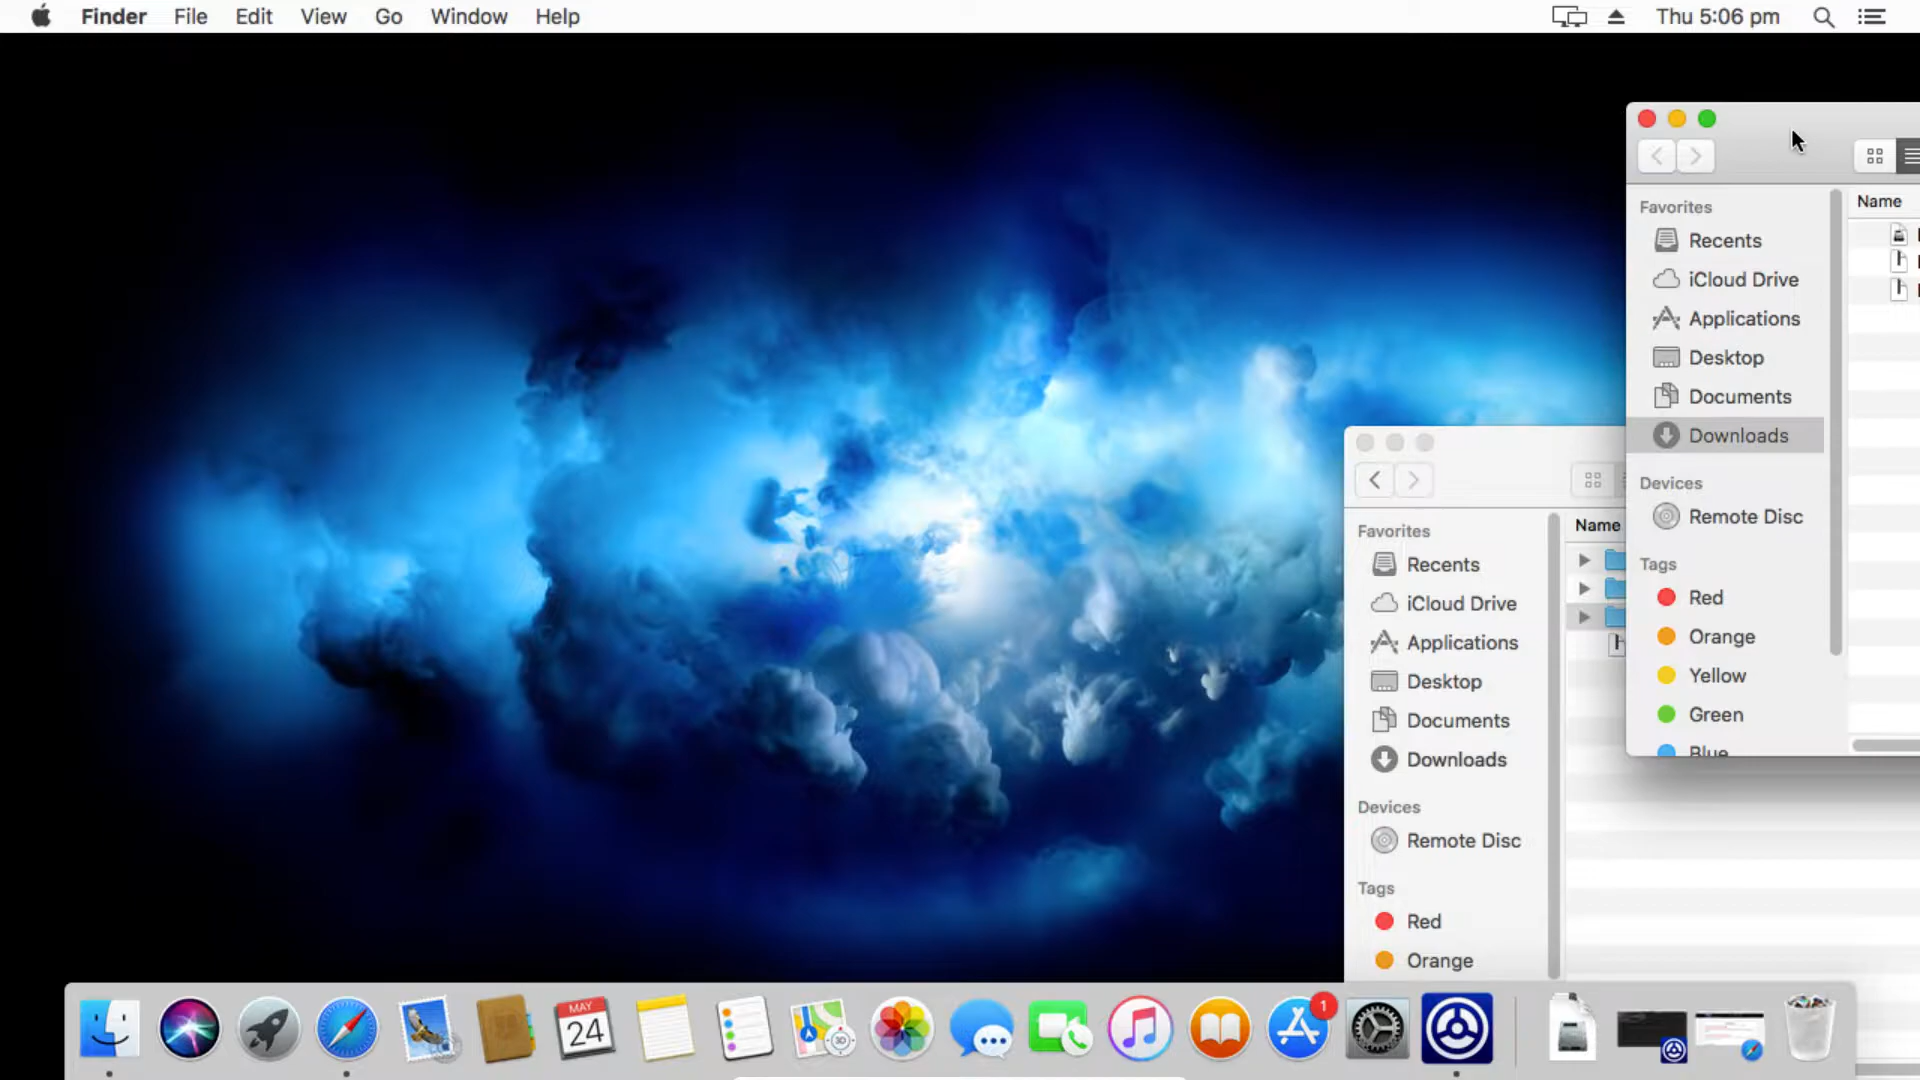 Finder File Edit View Go Window Help Thu 5:06 pm
Name
Favorites
Recents
iCloud Drive
Applications
Desktop
Documents
Downloads
Devices
Remote Disc
Tags
Red
Orange
Yellow
Green
Blue
Name
Favorites
Recents
iCloud Drive
Applications
Desktop
Documents
Downloads
Devices
Remote Disc
Tags
Red
Orange
MAY
24
3D
1